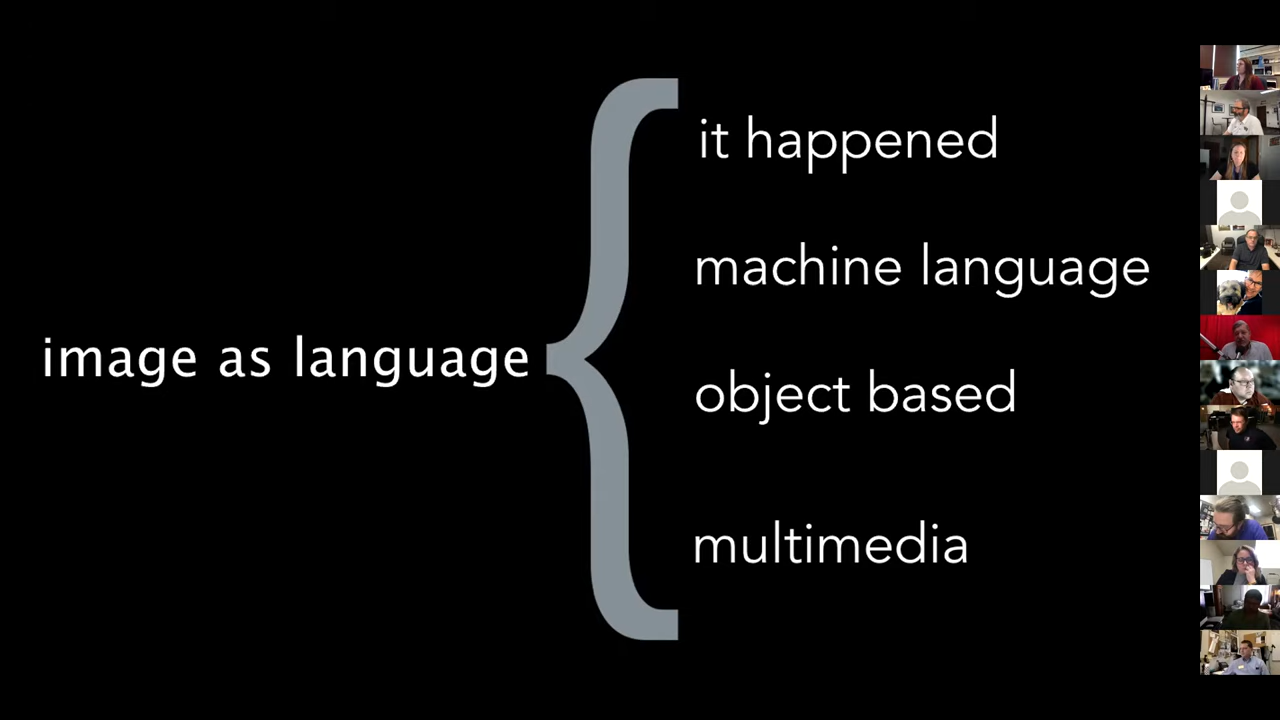 image as language
it happened
machine language
object based
multimedia